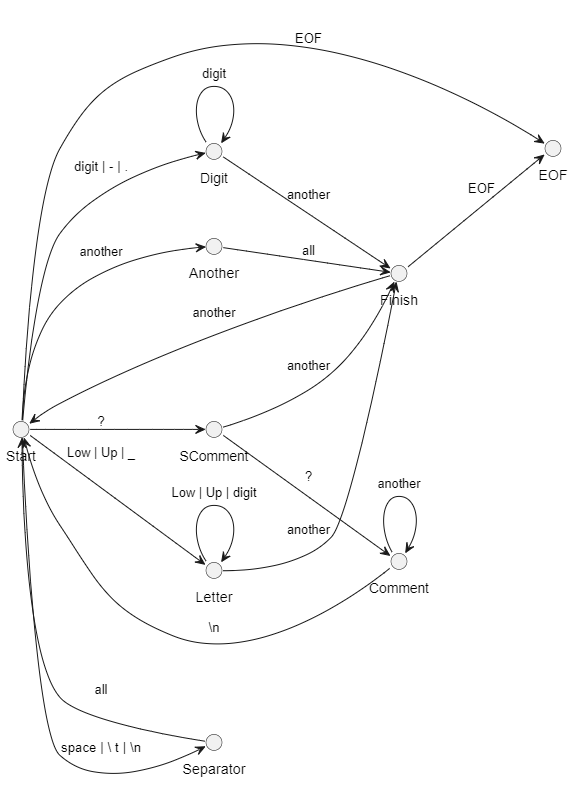 EOF
digit
digit | - | .
Digit
another
EOF
EOF
another
Another
all
Finish
another
another
?
Start
SComment
Low | Up | _
?
Low | Up | digit
another
another
Letter
Comment
\n
all
space | \ t | \n
Separator